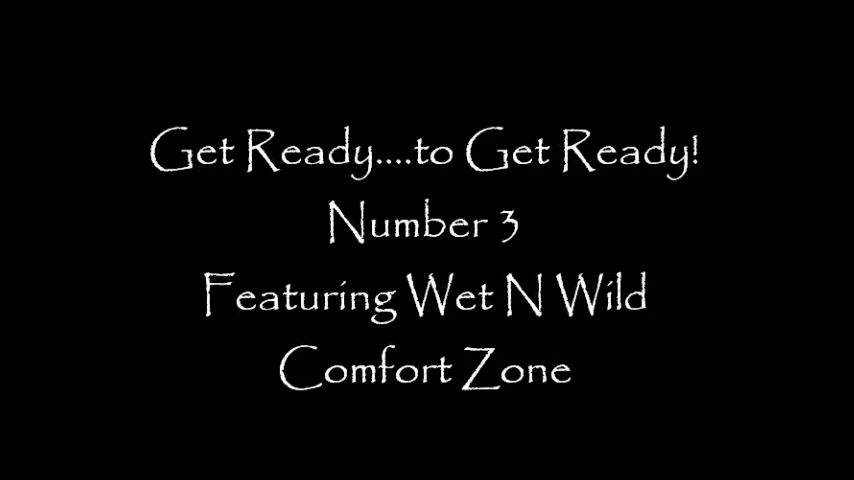 Get Ready....to Get Ready!
Number 3
Featuring Wet N Wild
Comfort Zone